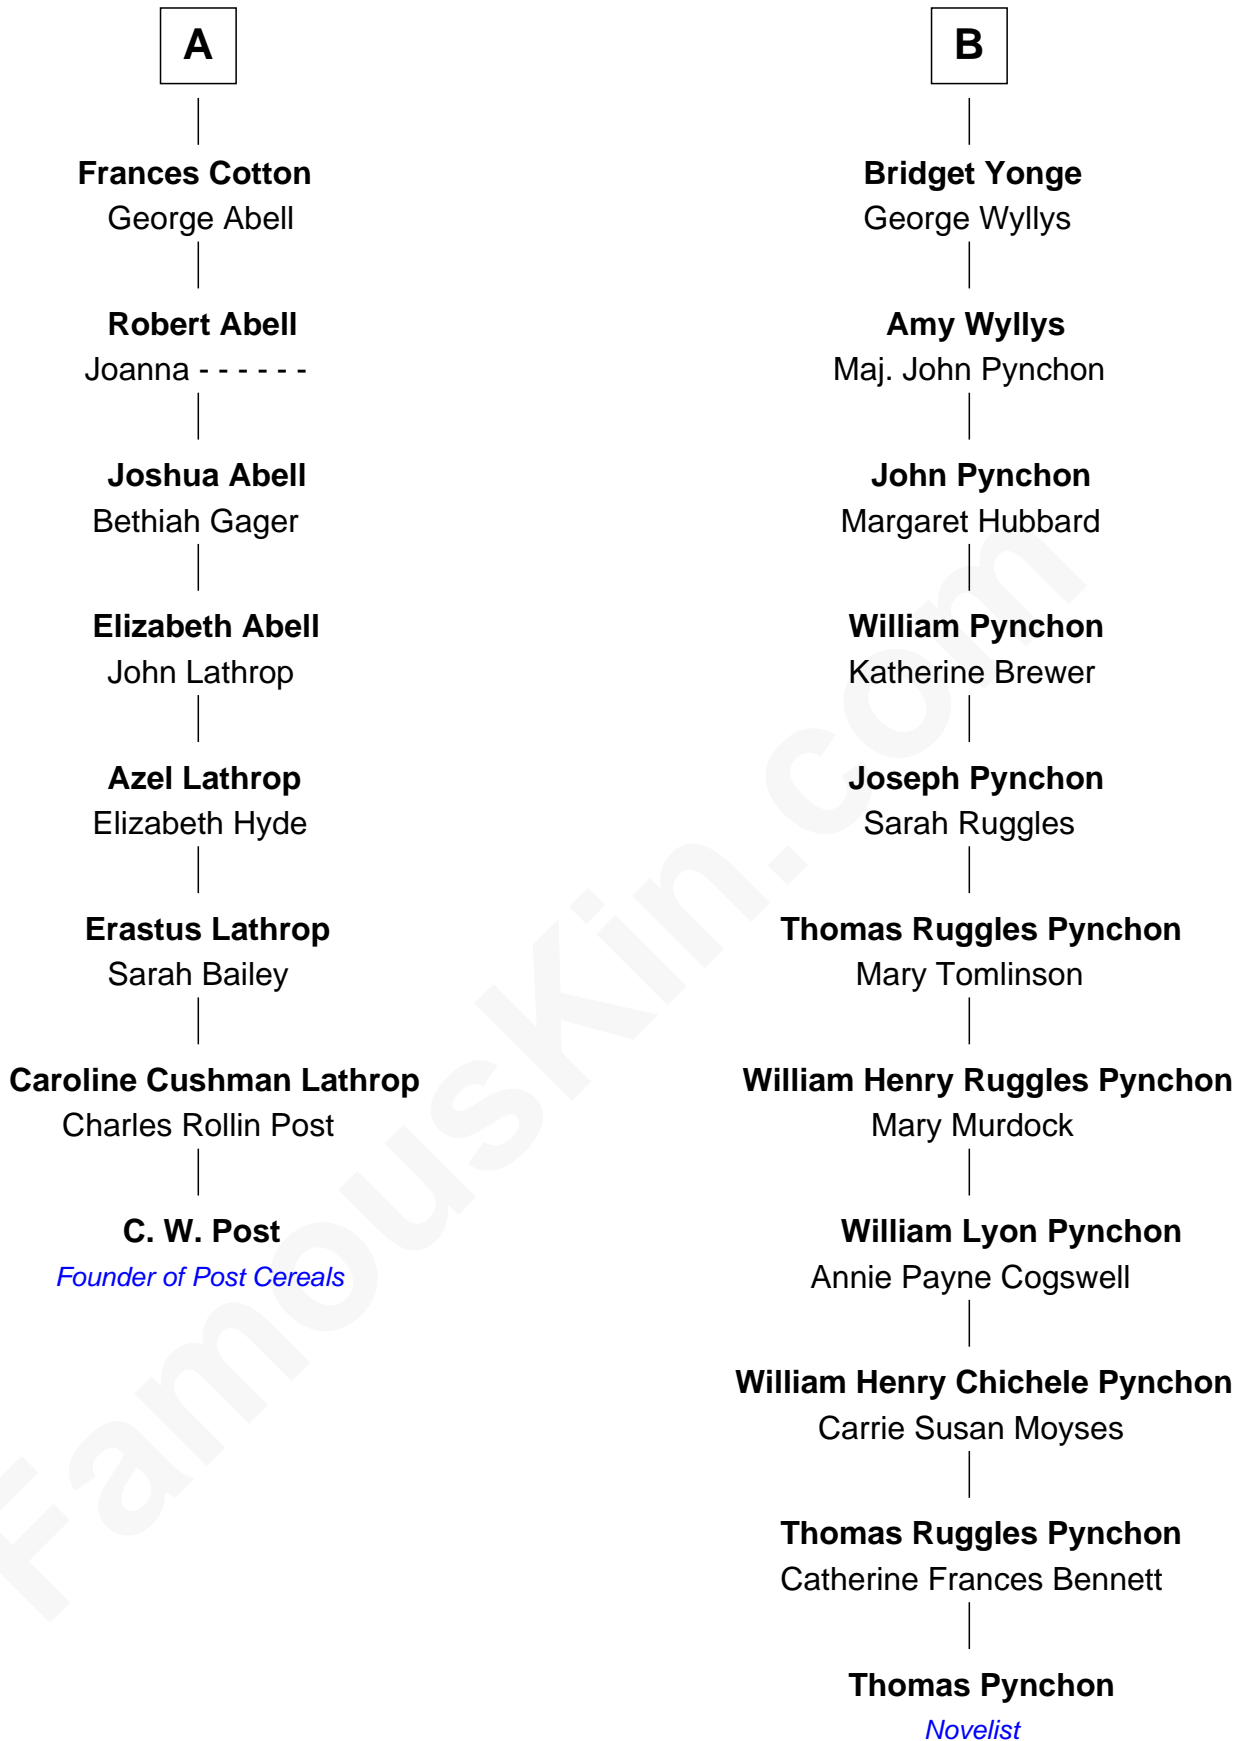 A
Frances Cotton
George Abell
Robert Abell
Joanna - - - - - -
Joshua Abell
Bethiah Gager
Elizabeth Abell
John Lathrop
Azel Lathrop
Elizabeth Hyde
Erastus Lathrop
Sarah Bailey
Caroline Cushman Lathrop
Charles Rollin Post
C. W. Post
Founder of Post Cereals
B
Bridget Yonge
George Wyllys
Amy Wyllys
Maj. John Pynchon
John Pynchon
Margaret Hubbard
William Pynchon
Katherine Brewer
Joseph Pynchon
Sarah Ruggles
Thomas Ruggles Pynchon
Mary Tomlinson
William Henry Ruggles Pynchon
Mary Murdock
William Lyon Pynchon
Annie Payne Cogswell
William Henry Chichele Pynchon
Carrie Susan Moyses
Thomas Ruggles Pynchon
Catherine Frances Bennett
Thomas Pynchon
Novelist
FamousKin.com